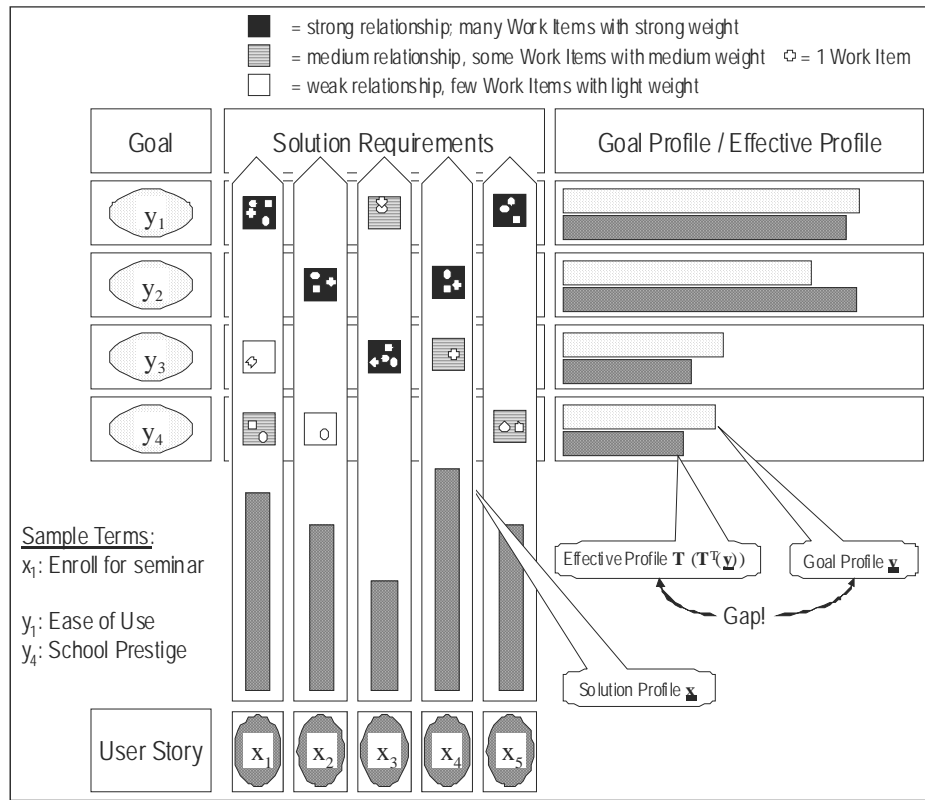 = strong relationship; many Work Items with strong weight
= medium relationship, some Work Items with medium weight = 1 Work Item
= weak relationship, few Work Items with light weight
Goal Solution Requirements Goal Profile / Effective Profile
y1
y2
y3
y4
Sample Terms:
x1: Enroll for seminar
y1: Ease of Use
y4: School Prestige
Effective Profile T (Tᵀ(y))
Goal Profile y
Gap!
Solution Profile x
User Story x1 x2 x3 x4 x5